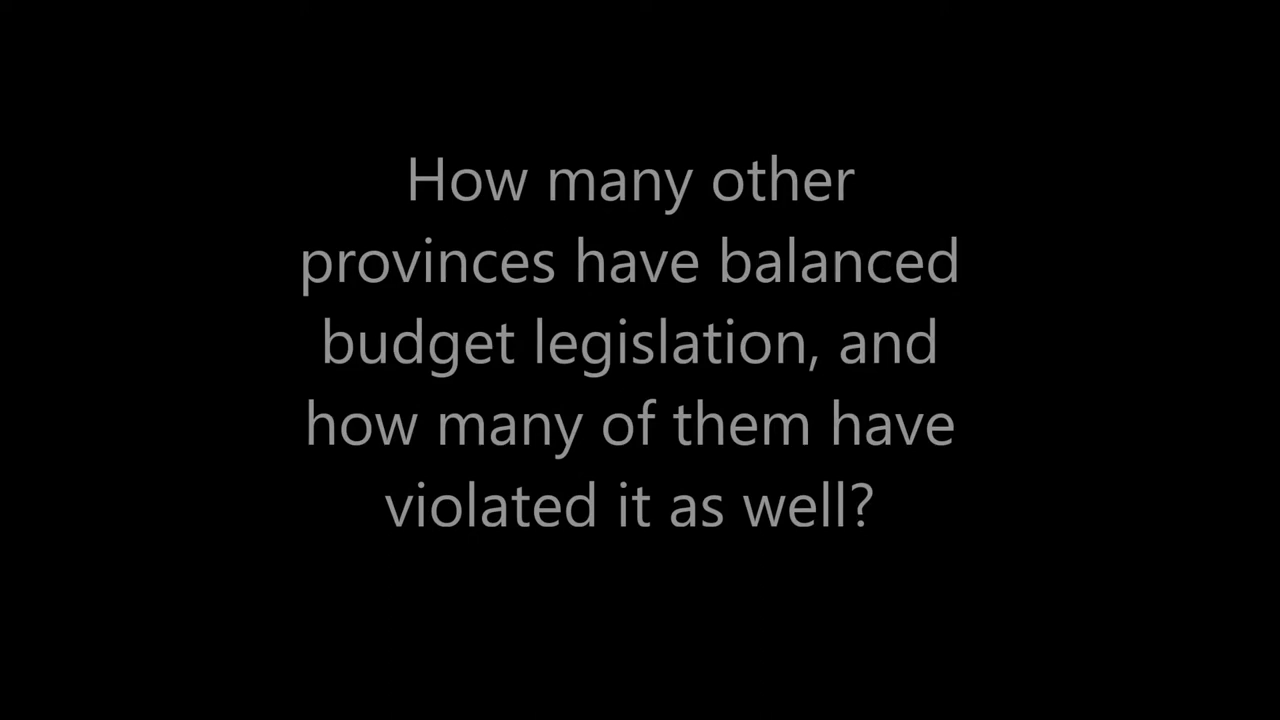 How many other
provinces have balanced
budget legislation, and
how many of them have
violated it as well?